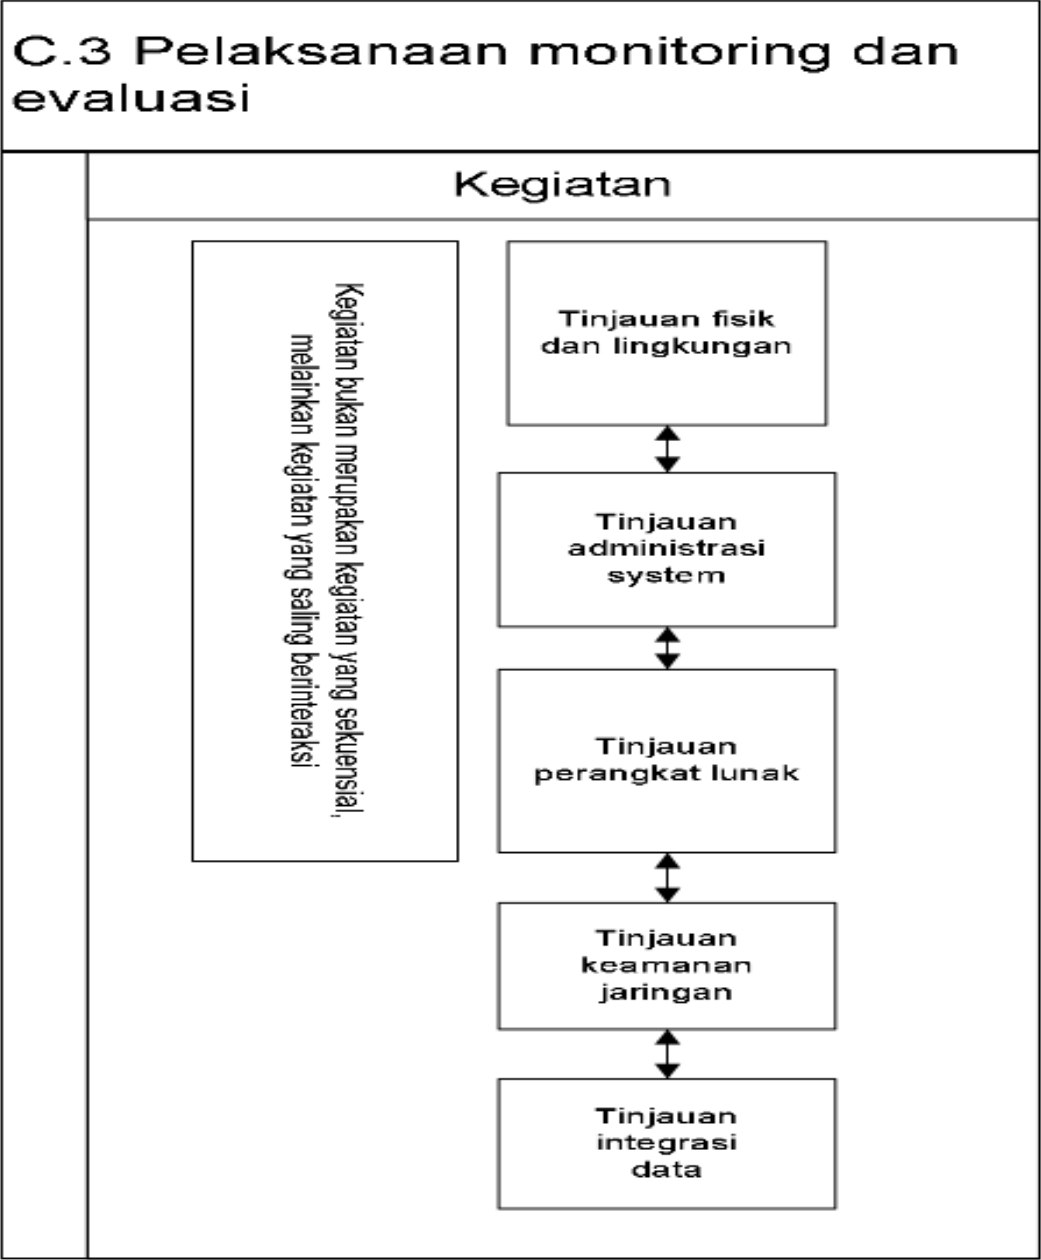 C.3 Pelaksanaan monitoring dan
evaluasi
Kegiatan
Kegiatan bukan merupakan kegiatan yang sekuensial,
melainkan kegiatan yang saling berinteraksi
Tinjauan fisik
dan lingkungan
Tinjauan
administrasi
system
Tinjauan
perangkat lunak
Tinjauan
keamanan
jaringan
Tinjauan
integrasi
data